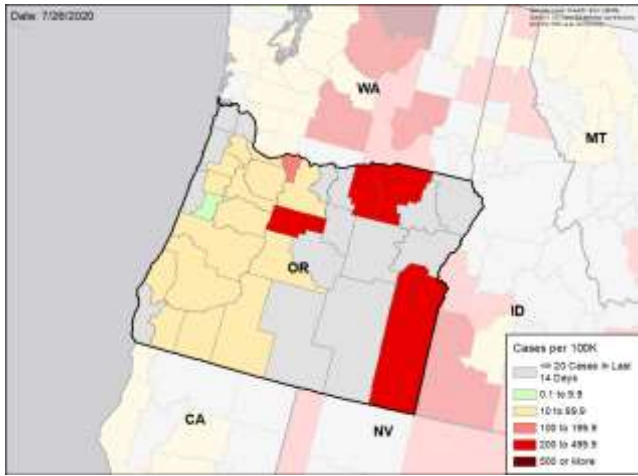 Date: 7/26/2020
WA
MT
OR
ID
CA
NV
Cases per 100K
<= 20 Cases in Last
14 Days
0.1 to 9.9
10 to 99.9
100 to 199.9
200 to 499.9
500 or More